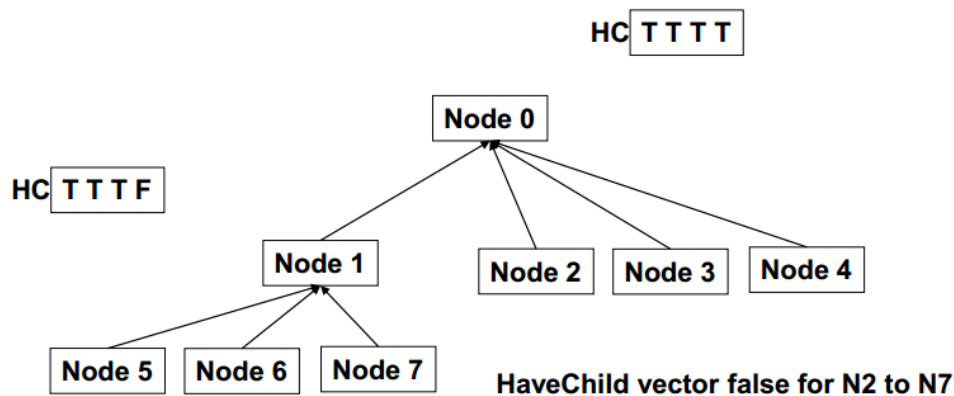 HC T T T T
Node 0
HC T T T F
Node 1
Node 2 Node 3 Node 4
Node 5 Node 6 Node 7
HaveChild vector false for N2 to N7